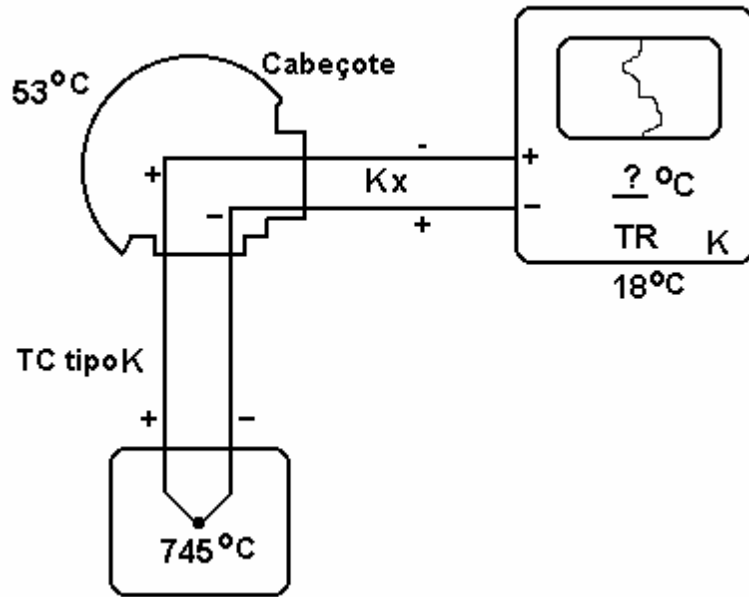 53°C
Cabeçote
+
-
-
Kx
+
+
-
? °C
TR K
18°C
TC tipo K
+ -
745°C